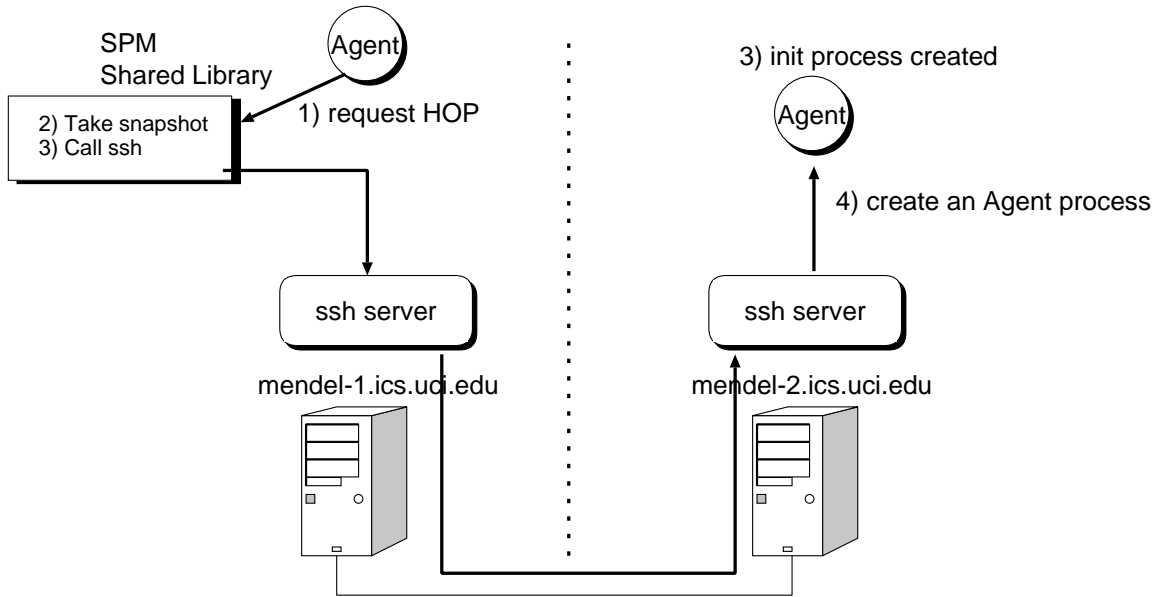 SPM
Shared Library
Agent
1) request HOP
2) Take snapshot
3) Call ssh
3) init process created
Agent
4) create an Agent process
ssh server
ssh server
mendel-1.ics.uci.edu
mendel-2.ics.uci.edu